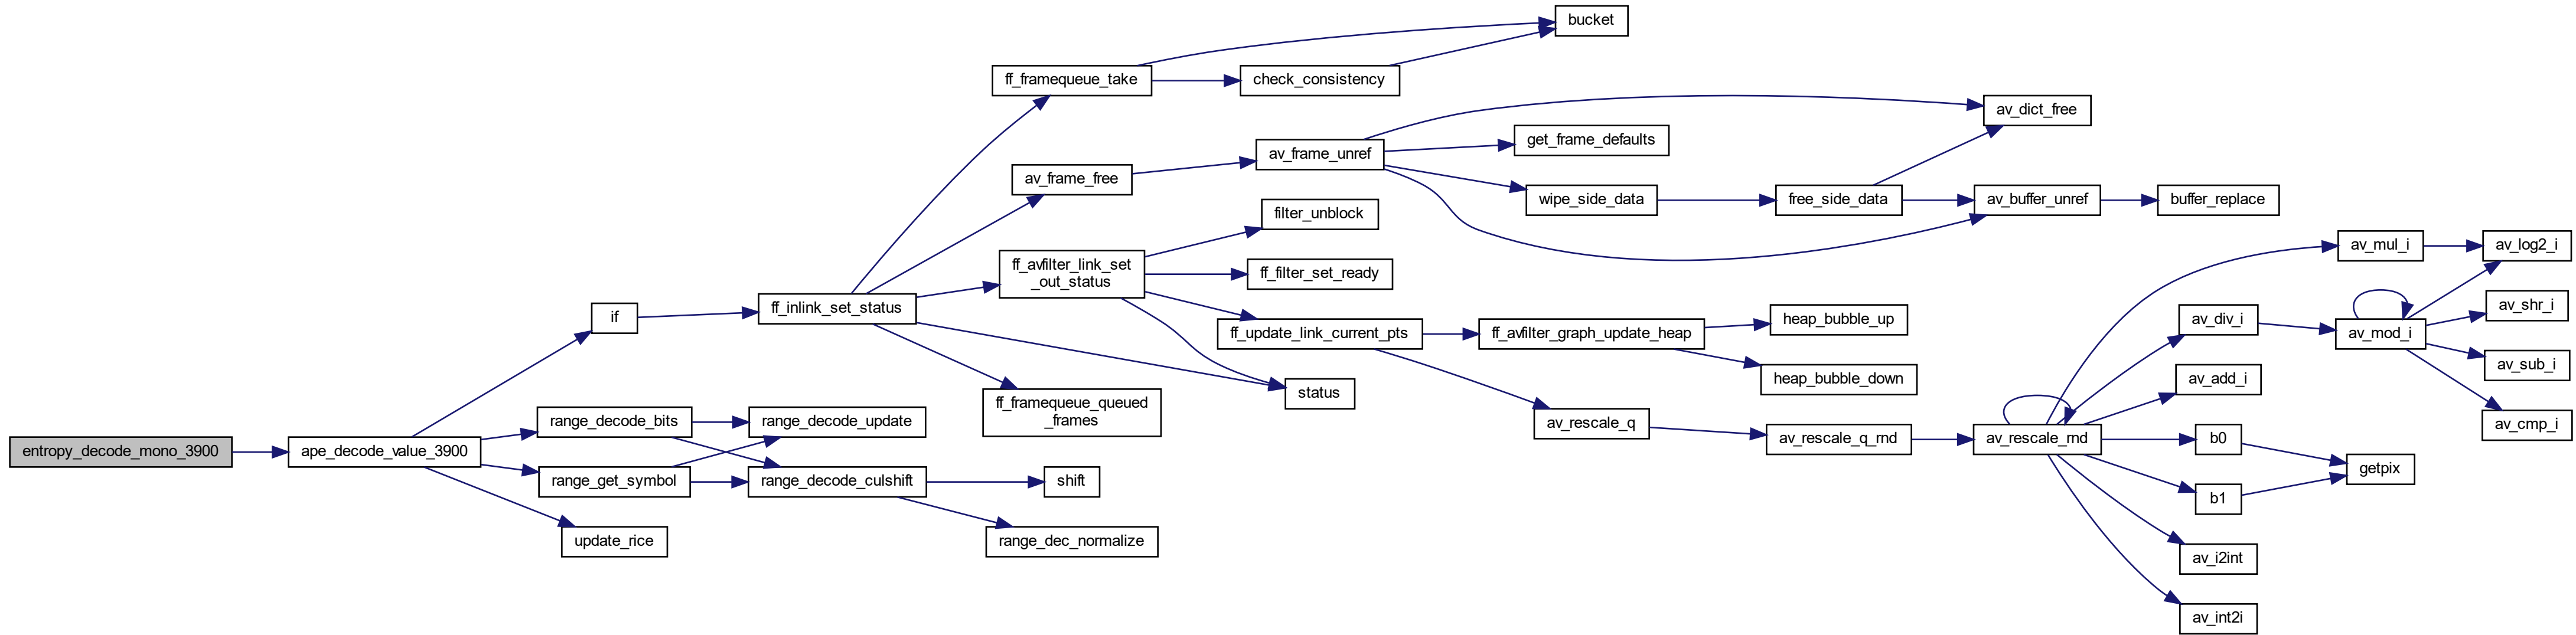 entropy_decode_mono_3900
ape_decode_value_3900
if
range_decode_bits
range_get_symbol
update_rice
range_decode_update
range_decode_culshift
ff_inlink_set_status
shift
range_dec_normalize
ff_framequeue_take
av_frame_free
ff_avfilter_link_set
_out_status
ff_framequeue_queued
_frames
check_consistency
bucket
av_frame_unref
filter_unblock
ff_filter_set_ready
ff_update_link_current_pts
status
get_frame_defaults
wipe_side_data
ff_avfilter_graph_update_heap
av_rescale_q
free_side_data
heap_bubble_up
heap_bubble_down
av_rescale_q_rnd
av_dict_free
av_buffer_unref
buffer_replace
av_rescale_rnd
av_mul_i
av_div_i
av_add_i
b0
b1
av_i2int
av_int2i
getpix
av_mod_i
av_log2_i
av_shr_i
av_sub_i
av_cmp_i